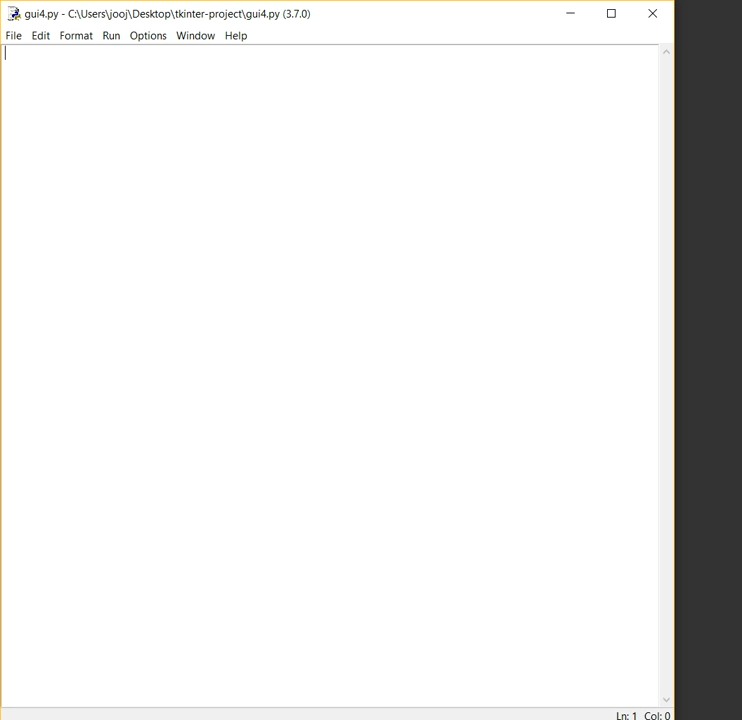 gui4.py - C:\Users\jooj\Desktop\tkinter-project\gui4.py (3.7.0)
File Edit Format Run Options Window Help
Ln: 1 Col: 0